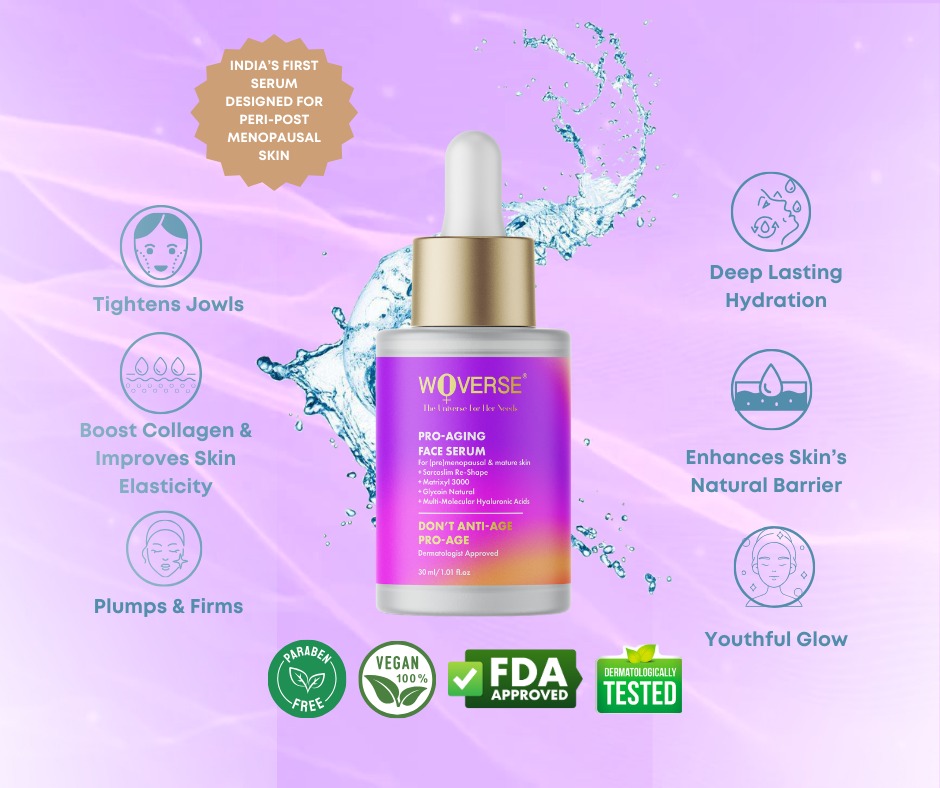 INDIA'S FIRST
SERUM
DESIGNED FOR
PERI-POST
MENOPAUSAL
SKIN
Tightens Jowls
Boost Collagen &
Improves Skin
Elasticity
Plumps & Firms
WOVERSE®
The Universe For Her Needs
PRO-AGING
FACE SERUM
For (pre)menopausal & mature skin
• Sarcoslim Re-Shape
• Matrixyl 3000
• Glycoin Natural
• Multi-Molecular Hyaluronic Acids
DON'T ANTI-AGE
PRO-AGE
Dermatologist Approved
30 ml/1.01 fl.oz
Deep Lasting
Hydration
Enhances Skin's
Natural Barrier
Youthful Glow
PARABEN
FREE
VEGAN
100%
FDA
APPROVED
DERMATOLOGICALLY
TESTED